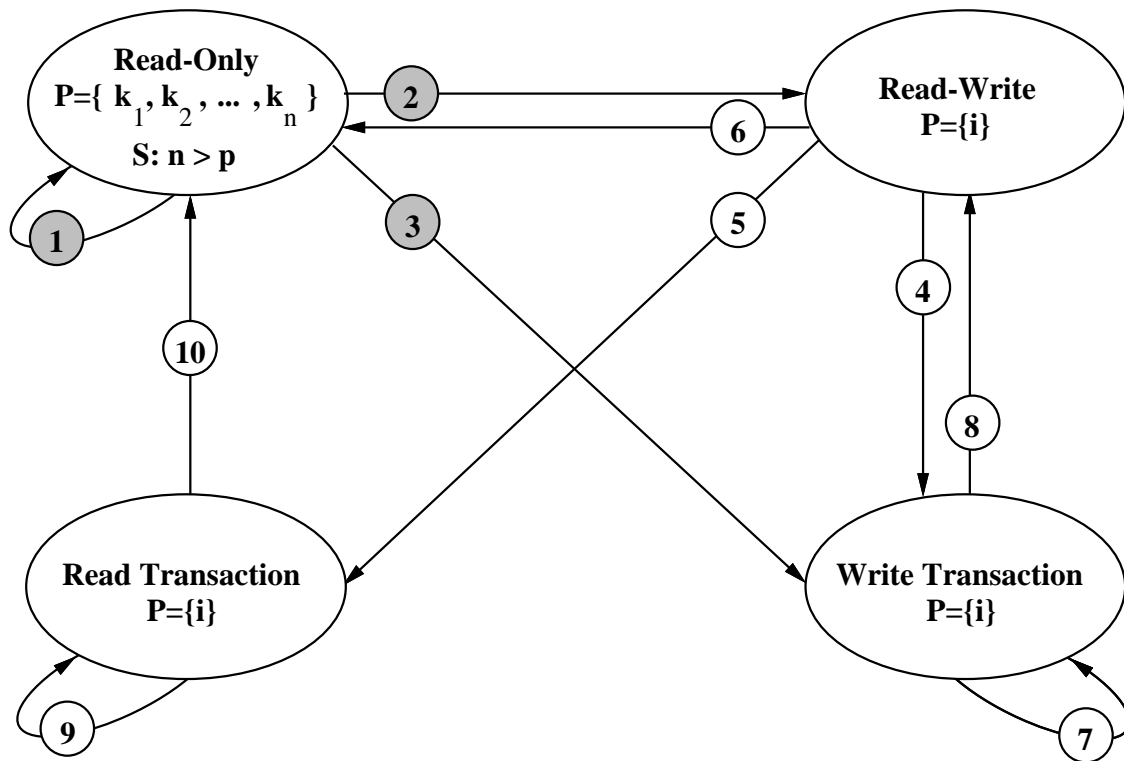 Read-Only
P={ k1, k2 , ... , kn }
S: n > p
2
Read-Write
P={i}
6
3
5
1
4
10
8
Read Transaction
P={i}
Write Transaction
P={i}
9
7